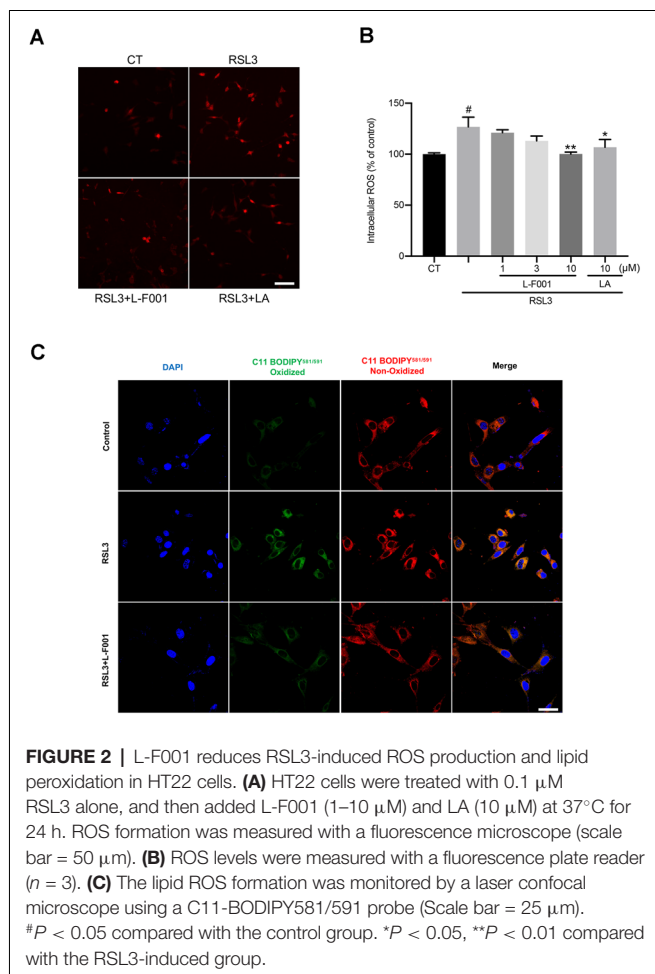 A
CT
RSL3
RSL3+L-F001
RSL3+LA
B
Intracellular ROS (% of control)
150
100
50
0
#
**
*
CT
1
3
10
10
(μM)
L-F001
LA
RSL3
C
DAPI
C11 BODIPY581/591
Oxidized
C11 BODIPY581/591
Non-Oxidized
Merge
Control
RSL3
RSL3+L-F001
FIGURE 2 | L-F001 reduces RSL3-induced ROS production and lipid
peroxidation in HT22 cells. (A) HT22 cells were treated with 0.1 μM
RSL3 alone, and then added L-F001 (1–10 μM) and LA (10 μM) at 37°C for
24 h. ROS formation was measured with a fluorescence microscope (scale
bar = 50 μm). (B) ROS levels were measured with a fluorescence plate reader
(n = 3). (C) The lipid ROS formation was monitored by a laser confocal
microscope using a C11-BODIPY581/591 probe (Scale bar = 25 μm).
#P < 0.05 compared with the control group. *P < 0.05, **P < 0.01 compared
with the RSL3-induced group.